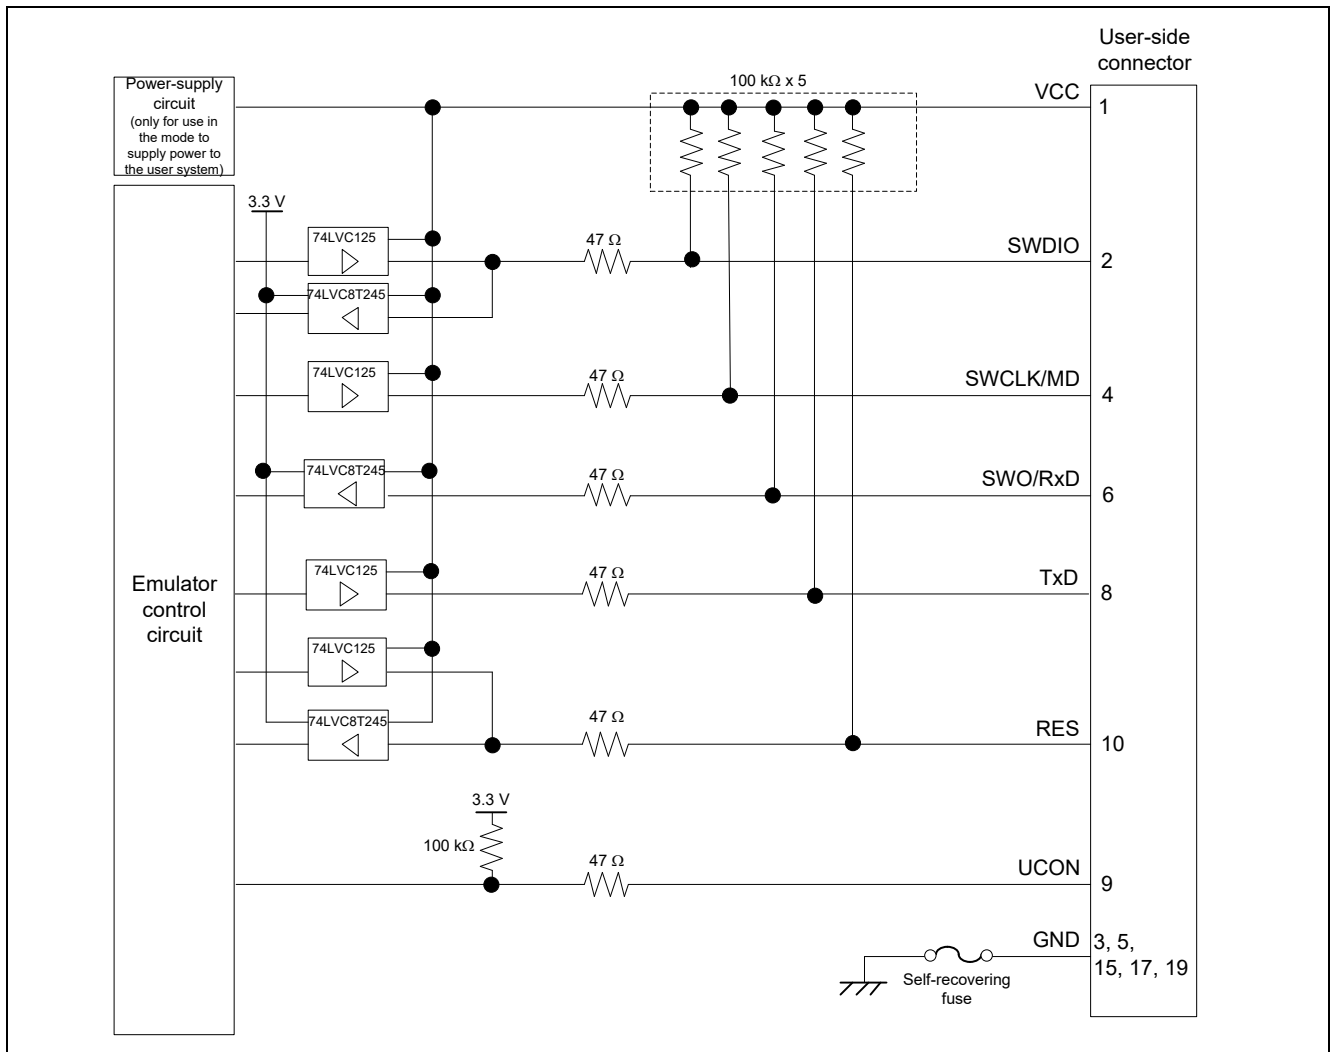 User-side
connector
Power-supply
circuit
(only for use in
the mode to
supply power to
the user system)
100 kΩ x 5
VCC
1
3.3 V
74LVC125
47 Ω
SWDIO
2
74LVC8T245
74LVC125
47 Ω
SWCLK/MD
4
74LVC8T245
47 Ω
SWO/RxD
6
74LVC125
47 Ω
TxD
8
Emulator
control
circuit
74LVC125
74LVC8T245
47 Ω
RES
10
3.3 V
100 kΩ
47 Ω
UCON
9
GND
3, 5,
15, 17, 19
Self-recovering
fuse